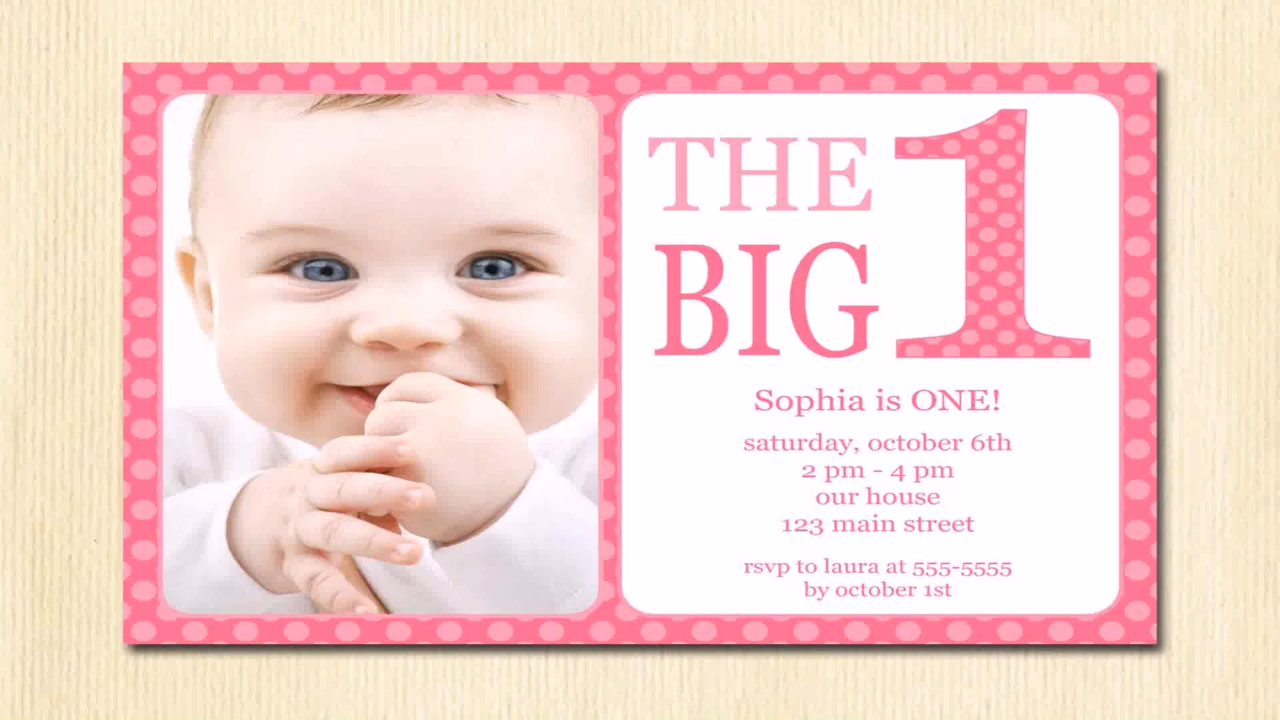 THE
BIG 1
Sophia is ONE!
saturday, october 6th
2 pm - 4 pm
our house
123 main street
rsvp to laura at 555-5555
by october 1st